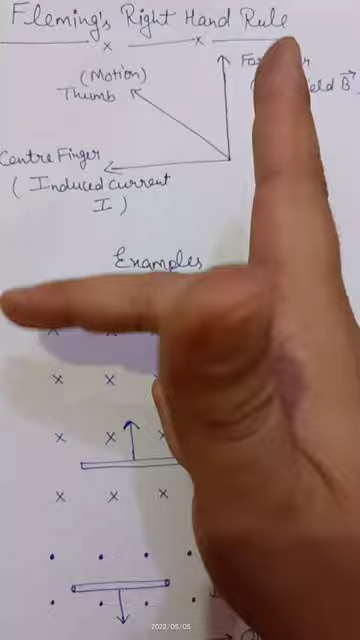 Fleming's Right Hand Rule
(Motion)
Thumb
B
Centre Finger
(Induced current
I)
Examples
2022/05/05